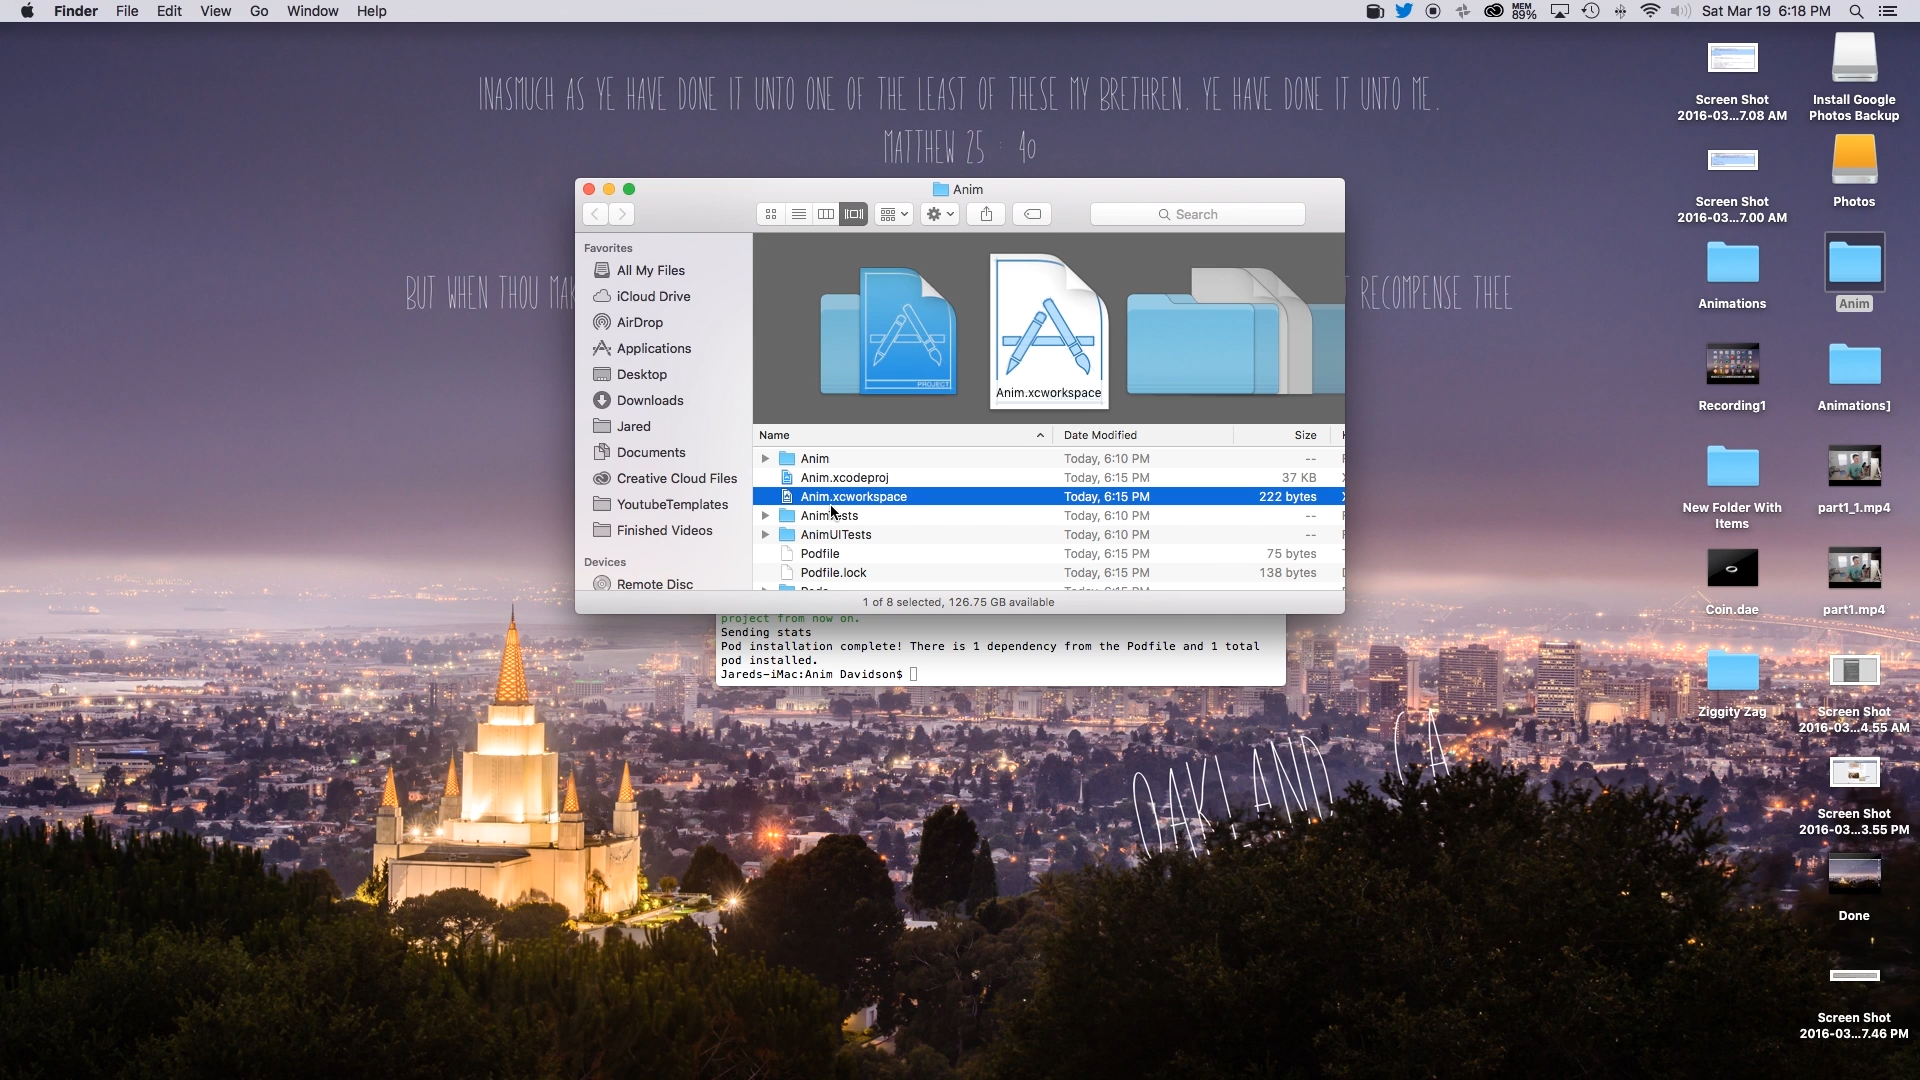 Finder File Edit View Go Window Help
MEM 89% Sat Mar 19 6:18 PM
INASMUCH AS YE HAVE DONE IT UNTO ONE OF THE LEAST OF THESE MY BRETHREN, YE HAVE DONE IT UNTO ME.
MATTHEW 25 : 40
BUT WHEN THOU
RECOMPENSE THEE
Anim
Search
Favorites
All My Files
iCloud Drive
AirDrop
Applications
Desktop
Downloads
Jared
Documents
Creative Cloud Files
YoutubeTemplates
Finished Videos
Devices
Remote Disc
PROJECT
Anim.xcworkspace
Name Date Modified Size
Anim Today, 6:10 PM --
Anim.xcodeproj Today, 6:15 PM 37 KB
Anim.xcworkspace Today, 6:15 PM 222 bytes
Today, 6:10 PM --
AnimUITests Today, 6:10 PM --
Podfile Today, 6:15 PM 75 bytes
Podfile.lock Today, 6:15 PM 138 bytes
1 of 8 selected, 126.75 GB available
project from now on.
Sending stats
Pod installation complete! There is 1 dependency from the Podfile and 1 total
pod installed.
Jareds-iMac:Anim Davidson$
OAKLAND, CA
Screen Shot
2016-03...7.08 AM
Install Google
Photos Backup
Screen Shot
2016-03...7.00 AM
Photos
Animations
Anim
Recording1
Animations]
New Folder With
Items
part1_1.mp4
Coin.dae
part1.mp4
Ziggity Zag
Screen Shot
2016-03...4.55 AM
Screen Shot
2016-03...3.55 PM
Done
Screen Shot
2016-03...7.46 PM